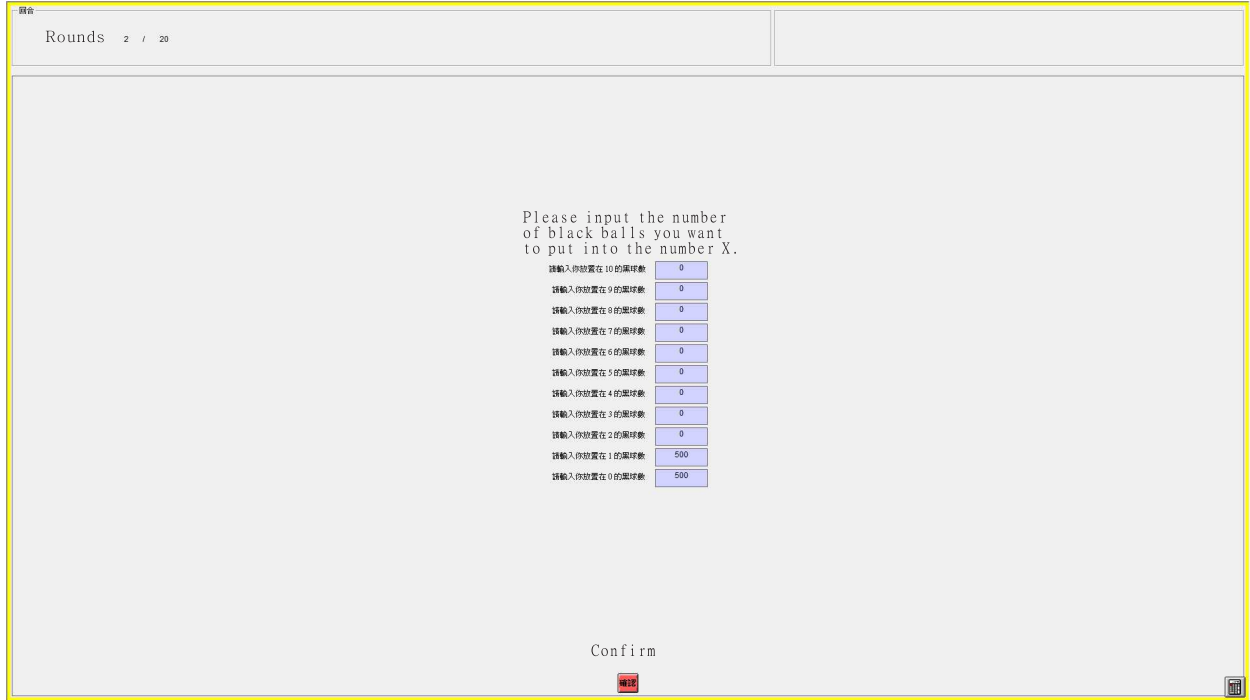 回合
Rounds 2 / 20
Please input the number
of black balls you want
to put into the number X.
請輸入你放置在 10 的黑球數 0
請輸入你放置在 9 的黑球數 0
請輸入你放置在 8 的黑球數 0
請輸入你放置在 7 的黑球數 0
請輸入你放置在 6 的黑球數 0
請輸入你放置在 5 的黑球數 0
請輸入你放置在 4 的黑球數 0
請輸入你放置在 3 的黑球數 0
請輸入你放置在 2 的黑球數 0
請輸入你放置在 1 的黑球數 500
請輸入你放置在 0 的黑球數 500
Confirm
確認